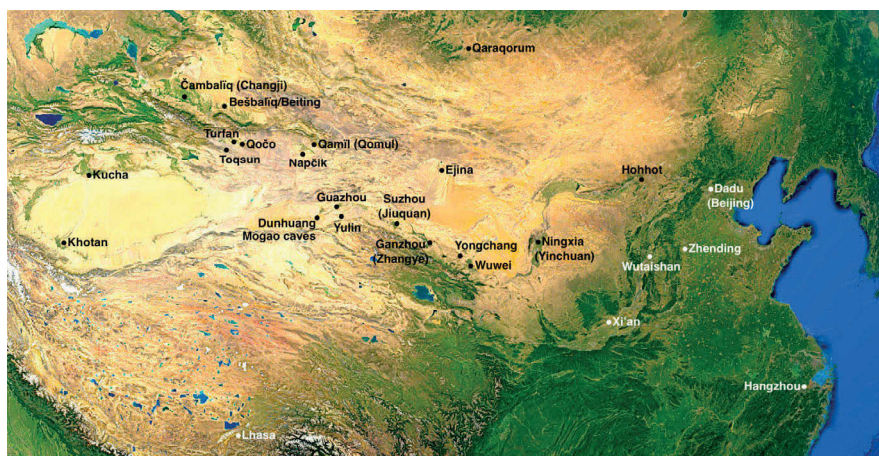 Qaraqorum
Čambalïq (Changji)
Bešbalïq/Beiting
Turfan
Qočo
Toqsun
Qamïl (Qomul)
Napčik
Kucha
Ejina
Hohhot
Dadu
(Beijing)
Guazhou
Suzhou
(Jiuquan)
Dunhuang
Mogao caves
Yulin
Khotan
Ganzhou
(Zhangye)
Yongchang
Wuwei
Ningxia
(Yinchuan)
Wutaishan
Zhending
Xi'an
Hangzhou
Lhasa